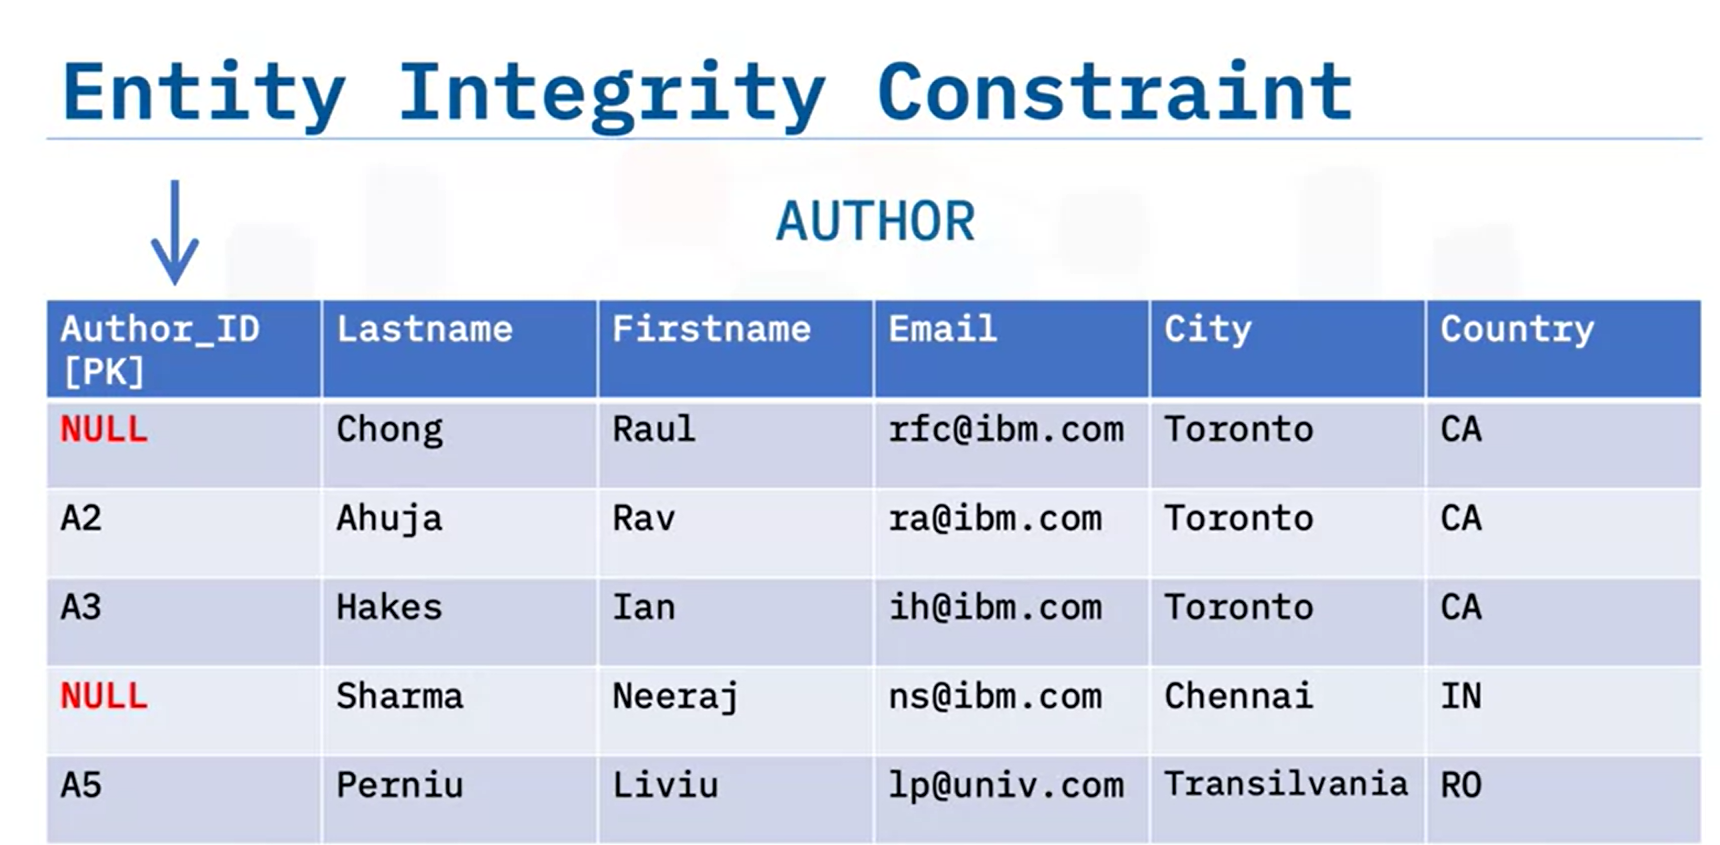 Entity Integrity Constraint
AUTHOR
Author_ID Lastname Firstname Email City Country
[PK]
NULL Chong Raul rfc@ibm.com Toronto CA
A2 Ahuja Rav ra@ibm.com Toronto CA
A3 Hakes Ian ih@ibm.com Toronto CA
NULL Sharma Neeraj ns@ibm.com Chennai IN
A5 Perniu Liviu lp@univ.com Transilvania RO